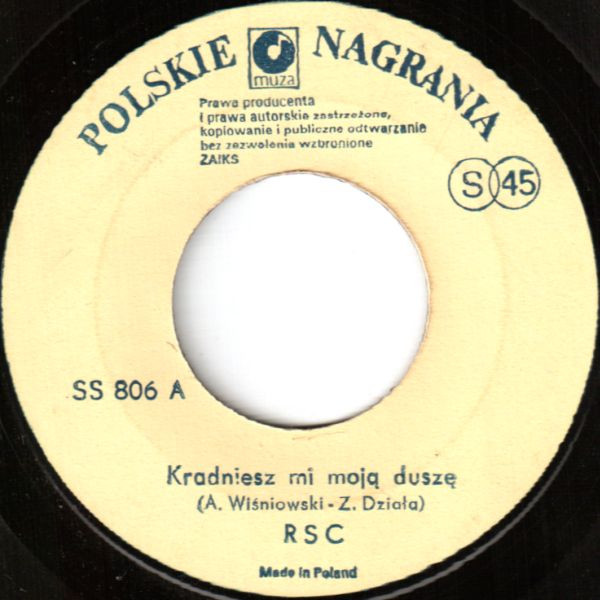 POLSKIE NAGRANIA
muza
Prawa producenta
i prawa autorskie zastrzeżone,
kopiowanie i publiczne odtwarzanie
bez zezwolenia wzbronione
ZAIKS
S 45
SS 806 A
Kradniesz mi moją duszę
(A. Wiśniowski - Z. Działa)
RSC
Made in Poland